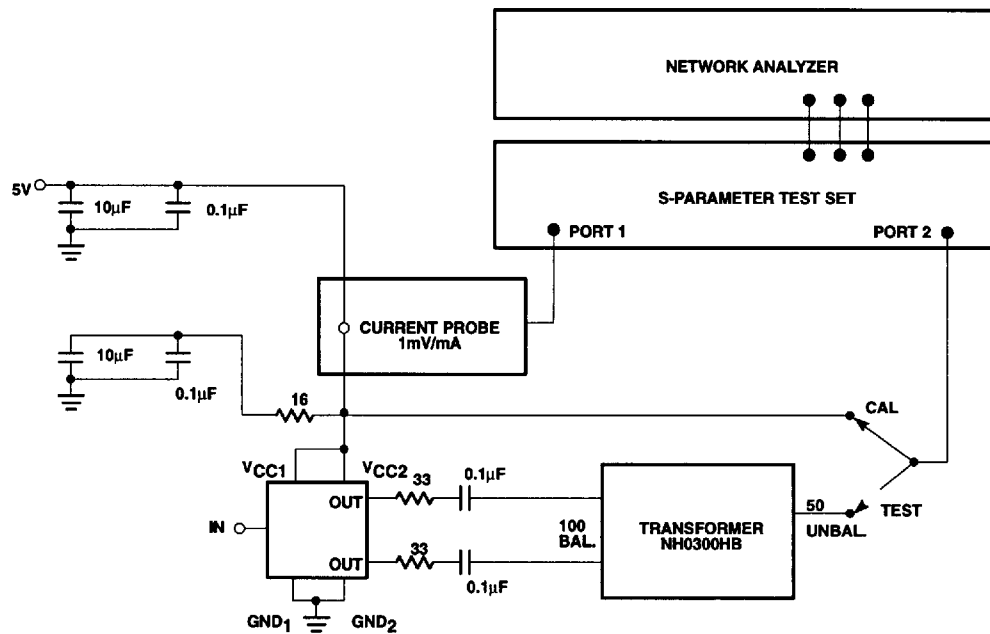 NETWORK ANALYZER
S-PARAMETER TEST SET
5V
10µF
0.1µF
PORT 1
PORT 2
CURRENT PROBE
1mV/mA
10µF
0.1µF
16
CAL
VCC1
VCC2
33
0.1µF
OUT
IN
100
BAL.
TRANSFORMER
NH0300HB
50
UNBAL.
TEST
OUT
33
0.1µF
GND1
GND2